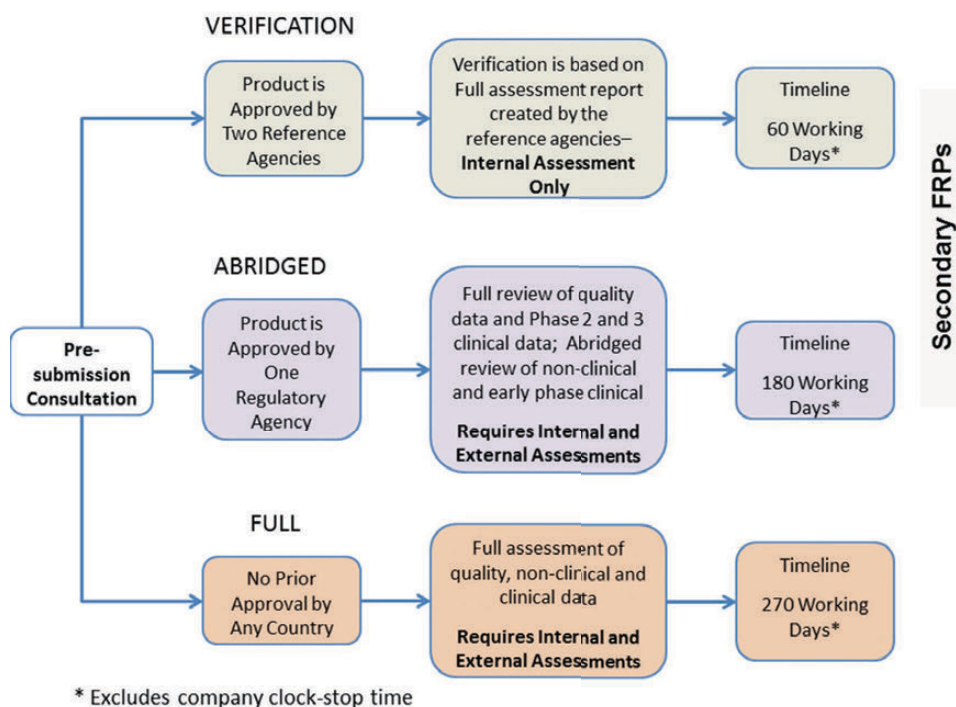 VERIFICATION
Product is
Approved by
Two Reference
Agencies
Verification is based on
Full assessment report
created by the
reference agencies–
Internal Assessment
Only
Timeline
60 Working
Days*
Secondary FRPs
ABRIDGED
Pre-
submission
Consultation
Product is
Approved by
One
Regulatory
Agency
Full review of quality
data and Phase 2 and 3
clinical data; Abridged
review of non-clinical
and early phase clinical
Requires Internal and
External Assessments
Timeline
180 Working
Days*
FULL
No Prior
Approval by
Any Country
Full assessment of
quality, non-clinical and
clinical data
Requires Internal and
External Assessments
Timeline
270 Working
Days*
* Excludes company clock-stop time